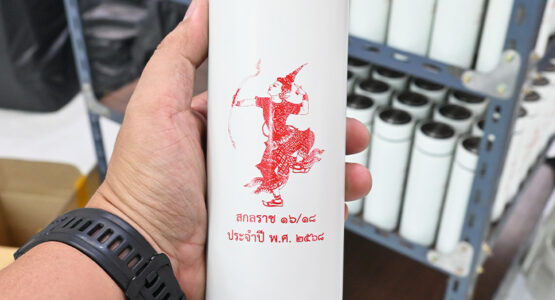 สกลราช ๑๖/๑๘
ประจำปี พ.ศ. ๒๕๖๘